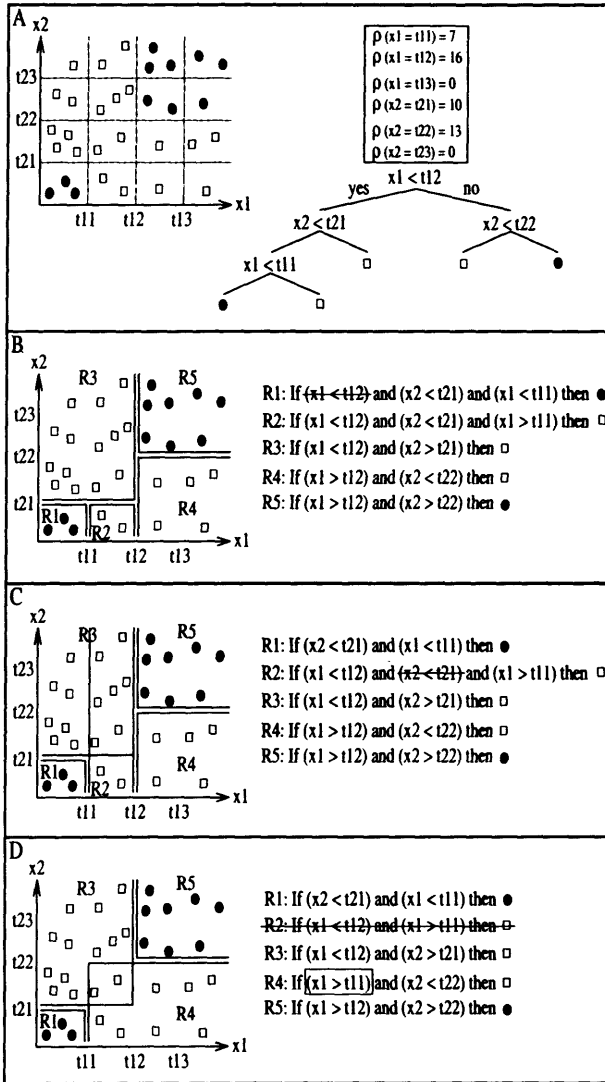 A
x2
t23
t22
t21
t11 t12 t13
x1
ρ(x1=t11)=7
ρ(x1=t12)=16
ρ(x1=t13)=0
ρ(x2=t21)=10
ρ(x2=t22)=13
ρ(x2=t23)=0
x1<t12
yes no
x2<t21 x2<t22
x1<t11
B
x2
R3 R5
t23
t22
t21
R1
R2
R4
t11 t12 t13
x1
R1: If (x1<t12) and (x2<t21) and (x1<t11) then ●
R2: If (x1<t12) and (x2<t21) and (x1>t11) then □
R3: If (x1<t12) and (x2>t21) then □
R4: If (x1>t12) and (x2<t22) then □
R5: If (x1>t12) and (x2>t22) then ●
C
x2
R3 R5
t23
t22
t21
R1
R2
R4
t11 t12 t13
x1
R1: If (x2<t21) and (x1<t11) then ●
R2: If (x1<t12) and (x2<t21) and (x1>t11) then □
R3: If (x1<t12) and (x2>t21) then □
R4: If (x1>t12) and (x2<t22) then □
R5: If (x1>t12) and (x2>t22) then ●
D
x2
R3 R5
t23
t22
t21
R1
R4
t11 t12 t13
x1
R1: If (x2<t21) and (x1<t11) then ●
R2: If (x1<t12) and (x1>t11) then □
R3: If (x1<t12) and (x2>t21) then □
R4: If (x1>t11) and (x2<t22) then □
R5: If (x1>t12) and (x2>t22) then ●